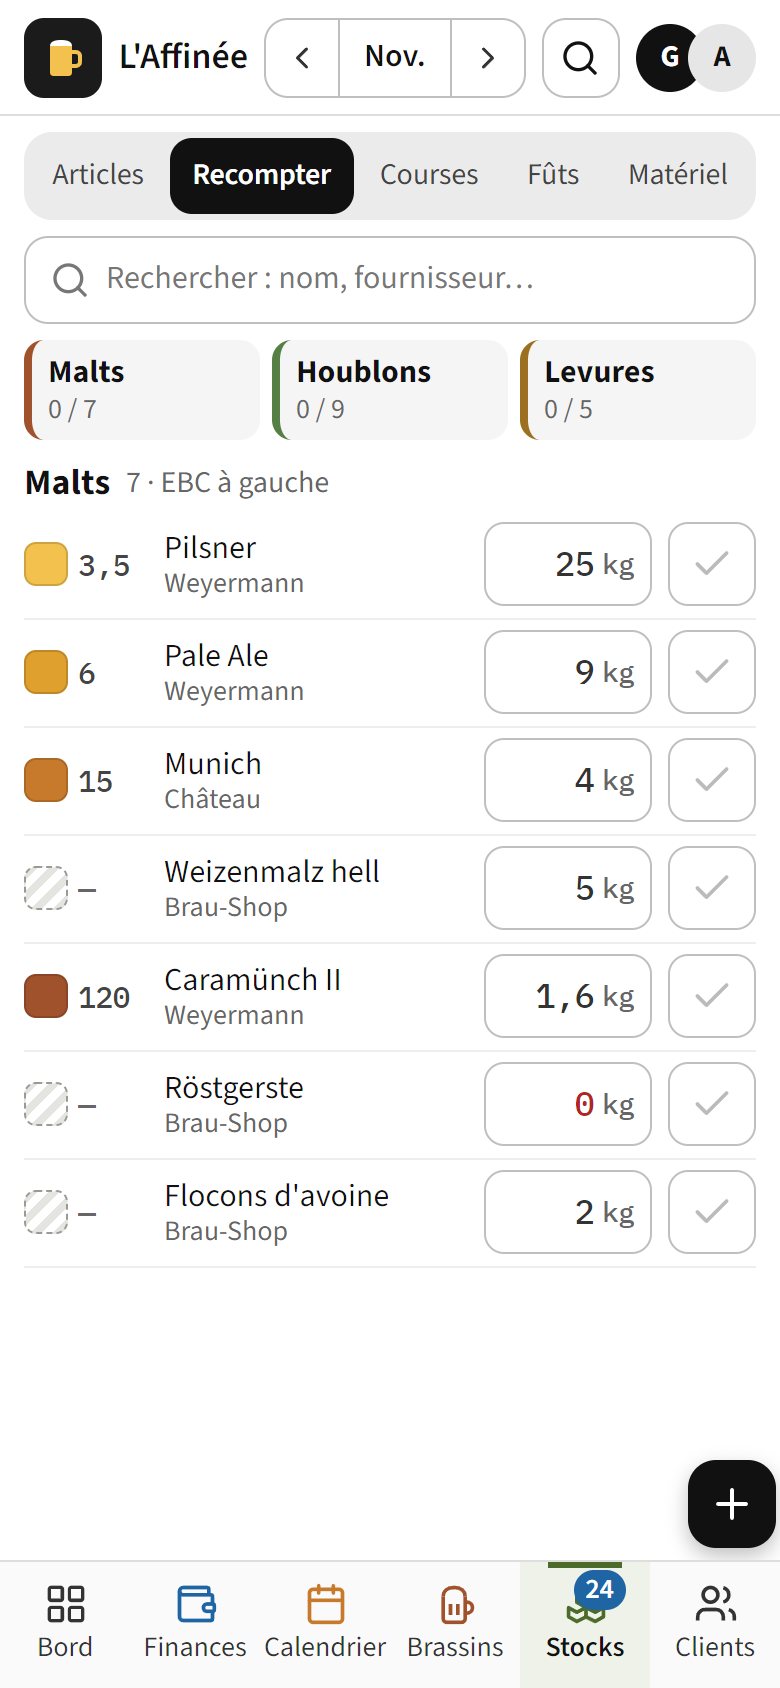 L'Affinée
Nov.
G
A
Articles
Recompter
Courses
Fûts
Matériel
Rechercher : nom, fournisseur…
Malts
0 / 7
Houblons
0 / 9
Levures
0 / 5
Malts 7 · EBC à gauche
3,5
Pilsner
Weyermann
25 kg
6
Pale Ale
Weyermann
9 kg
15
Munich
Château
4 kg
–
Weizenmalz hell
Brau-Shop
5 kg
120
Caramünch II
Weyermann
1,6 kg
–
Röstgerste
Brau-Shop
0 kg
–
Flocons d'avoine
Brau-Shop
2 kg
24
Bord
Finances
Calendrier
Brassins
Stocks
Clients